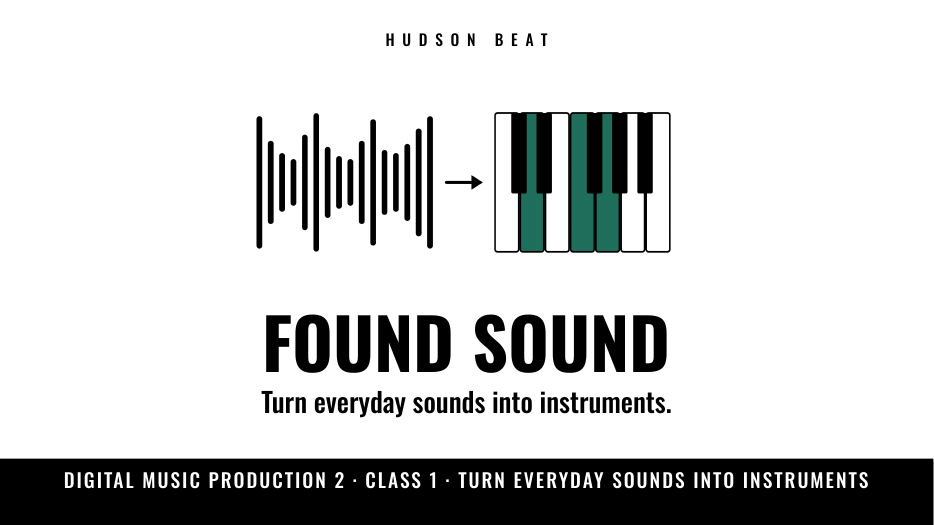 HUDSON BEAT
FOUND SOUND
Turn everyday sounds into instruments.
DIGITAL MUSIC PRODUCTION 2 · CLASS 1 · TURN EVERYDAY SOUNDS INTO INSTRUMENTS